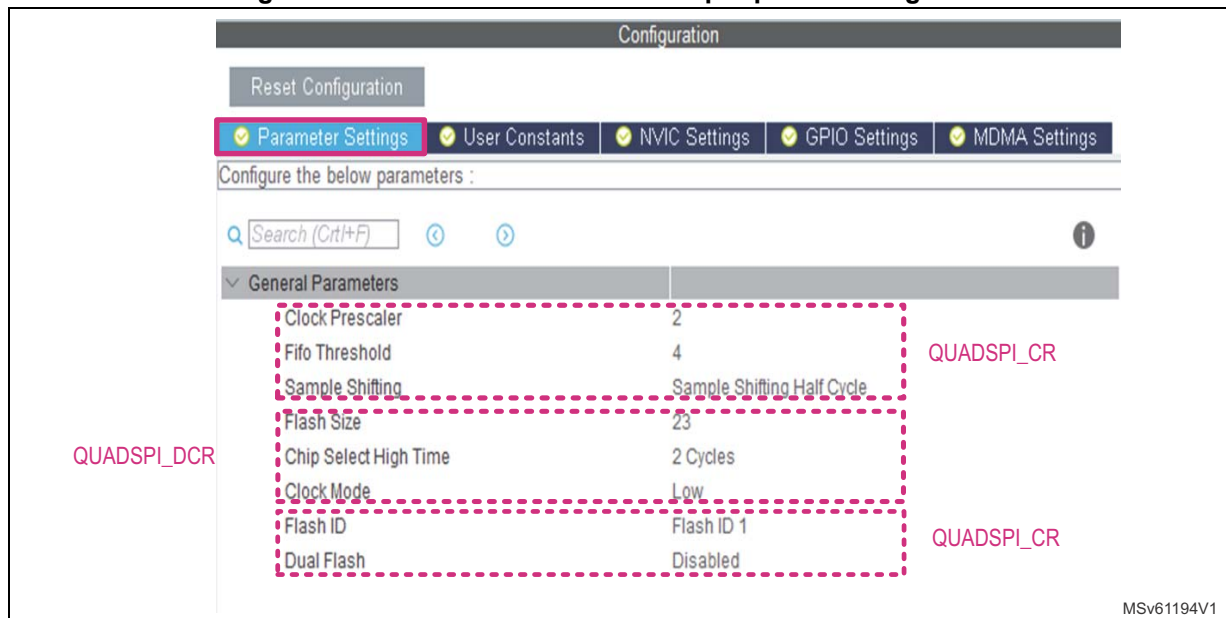 Configuration
Reset Configuration
Parameter Settings User Constants NVIC Settings GPIO Settings MDMA Settings
Configure the below parameters :
Search (Crtl+F)
General Parameters
Clock Prescaler 2
Fifo Threshold 4 QUADSPI_CR
Sample Shifting Sample Shifting Half Cycle
Flash Size 23
QUADSPI_DCR Chip Select High Time 2 Cycles
Clock Mode Low
Flash ID Flash ID 1 QUADSPI_CR
Dual Flash Disabled
MSv61194V1